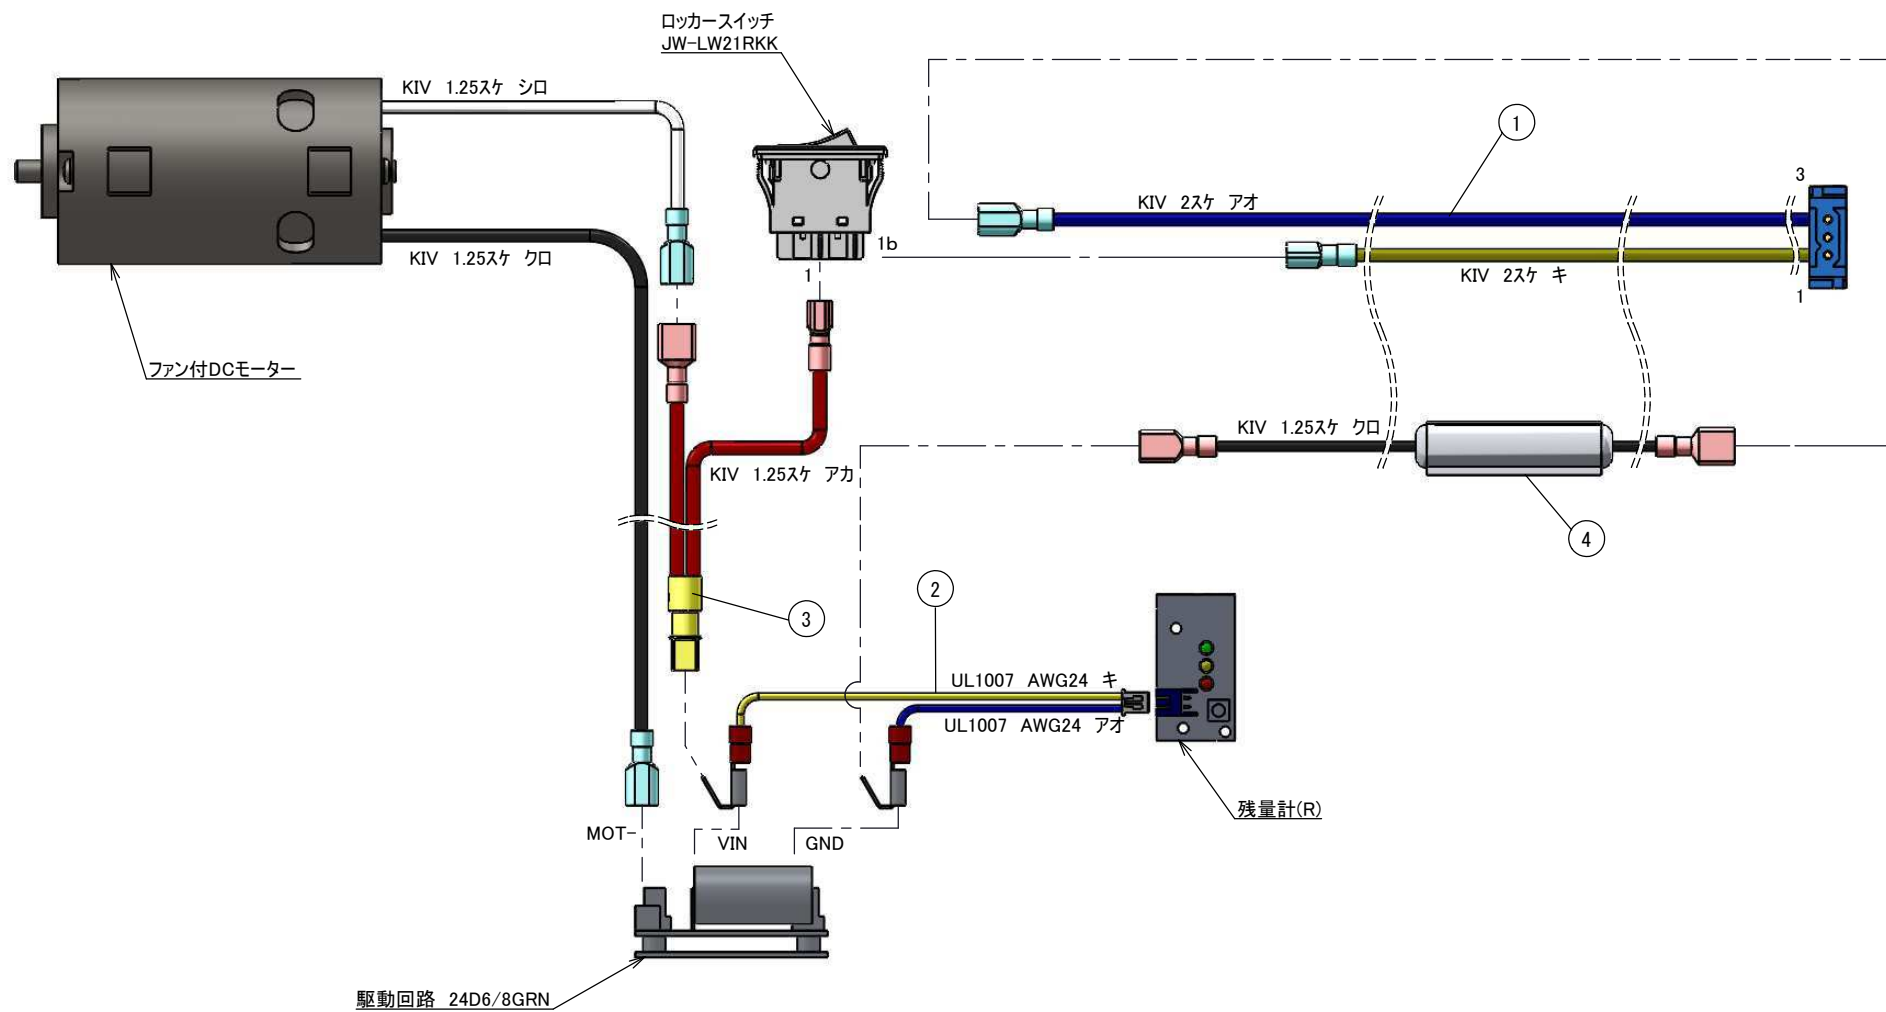 ロッカースイッチ
JW-LW21RKK
KIV 1.25スケ シロ
1
3
KIV 2スケ アオ
1b
KIV 1.25スケ クロ
1
KIV 2スケ キ
1
ファン付DCモーター
KIV 1.25スケ クロ
KIV 1.25スケ アカ
4
2
3
UL1007 AWG24 キ
UL1007 AWG24 アオ
残量計(R)
MOT-
VIN
GND
駆動回路 24D6/8GRN